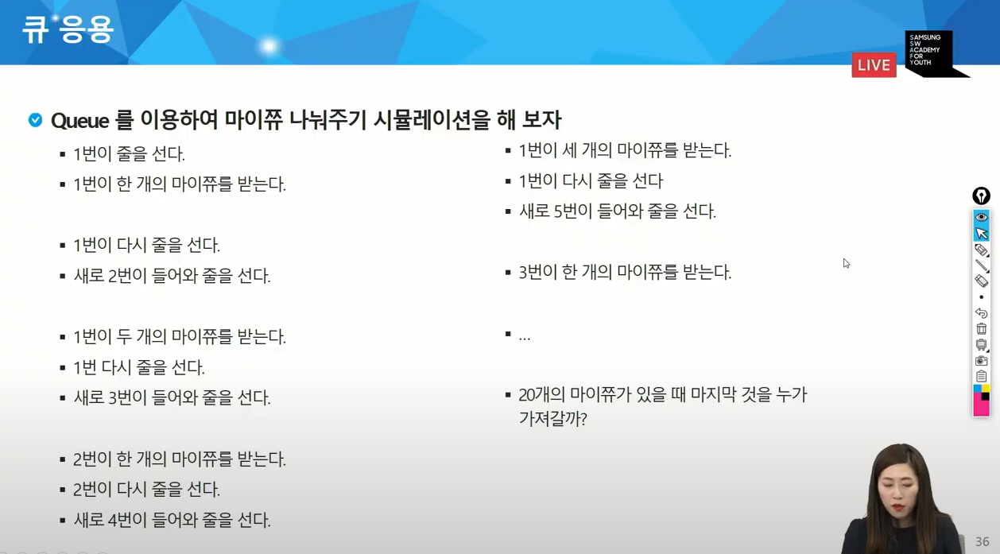 큐 응용
LIVE
SAMSUNG
SW
ACADEMY
FOR
YOUTH
Queue 를 이용하여 마이쮸 나눠주기 시뮬레이션을 해 보자
1번이 줄을 선다.
1번이 한 개의 마이쮸를 받는다.
1번이 다시 줄을 선다.
새로 2번이 들어와 줄을 선다.
1번이 두 개의 마이쮸를 받는다.
1번 다시 줄을 선다.
새로 3번이 들어와 줄을 선다.
2번이 한 개의 마이쮸를 받는다.
2번이 다시 줄을 선다.
새로 4번이 들어와 줄을 선다.
1번이 세 개의 마이쮸를 받는다.
1번이 다시 줄을 선다
새로 5번이 들어와 줄을 선다.
3번이 한 개의 마이쮸를 받는다.
...
20개의 마이쮸가 있을 때 마지막 것을 누가
가져갈까?
36